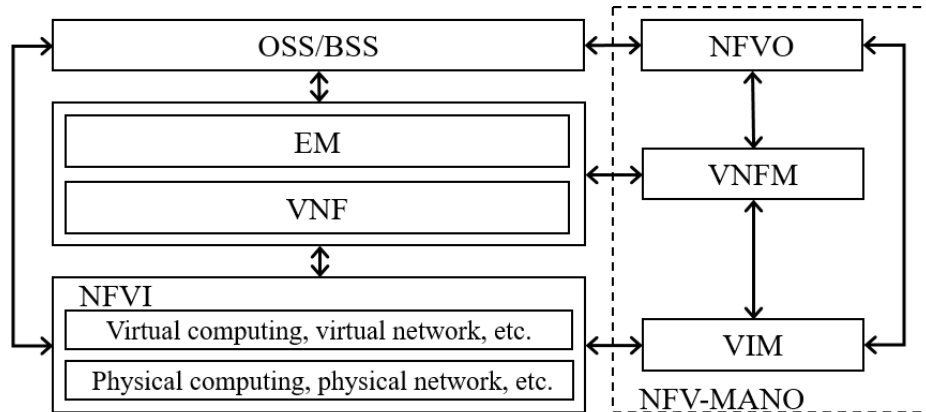 OSS/BSS
NFVO
EM
VNFM
VNF
NFVI
Virtual computing, virtual network, etc.
VIM
Physical computing, physical network, etc.
NFV-MANO